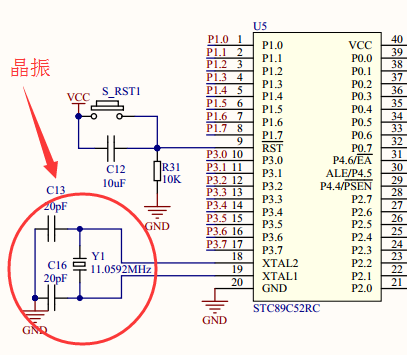 U5
晶振
VCC
S_RST1
C12
10uF
R31
10K
GND
C13
20pF
C16
20pF
Y1
11.0592MHz
GND
P1.0 1 P1.0 VCC 40
P1.1 2 P1.1 P0.0 39
P1.2 3 P1.2 P0.1 38
P1.3 4 P1.3 P0.2 37
P1.4 5 P1.4 P0.3 36
P1.5 6 P1.5 P0.4 35
P1.6 7 P1.6 P0.5 34
P1.7 8 P1.7 P0.6 33
9 RST P0.7 32
P3.0 10 P3.0 P4.6/EA 31
P3.1 11 P3.1 ALE/P4.5 30
P3.2 12 P3.2 P4.4/PSEN 29
P3.3 13 P3.3 P2.7 28
P3.4 14 P3.4 P2.6 27
P3.5 15 P3.5 P2.5 26
P3.6 16 P3.6 P2.4 25
P3.7 17 P3.7 P2.3 24
18 XTAL2 P2.2 23
19 XTAL1 P2.1 22
20 GND P2.0 21
GND
STC89C52RC